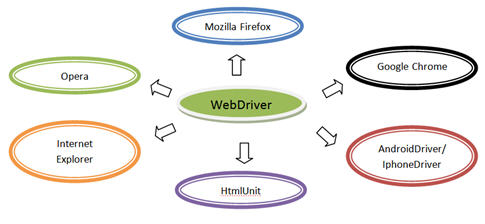 Mozilla Firefox
Opera
Google Chrome
WebDriver
Internet
Explorer
AndroidDriver/
IphoneDriver
HtmlUnit